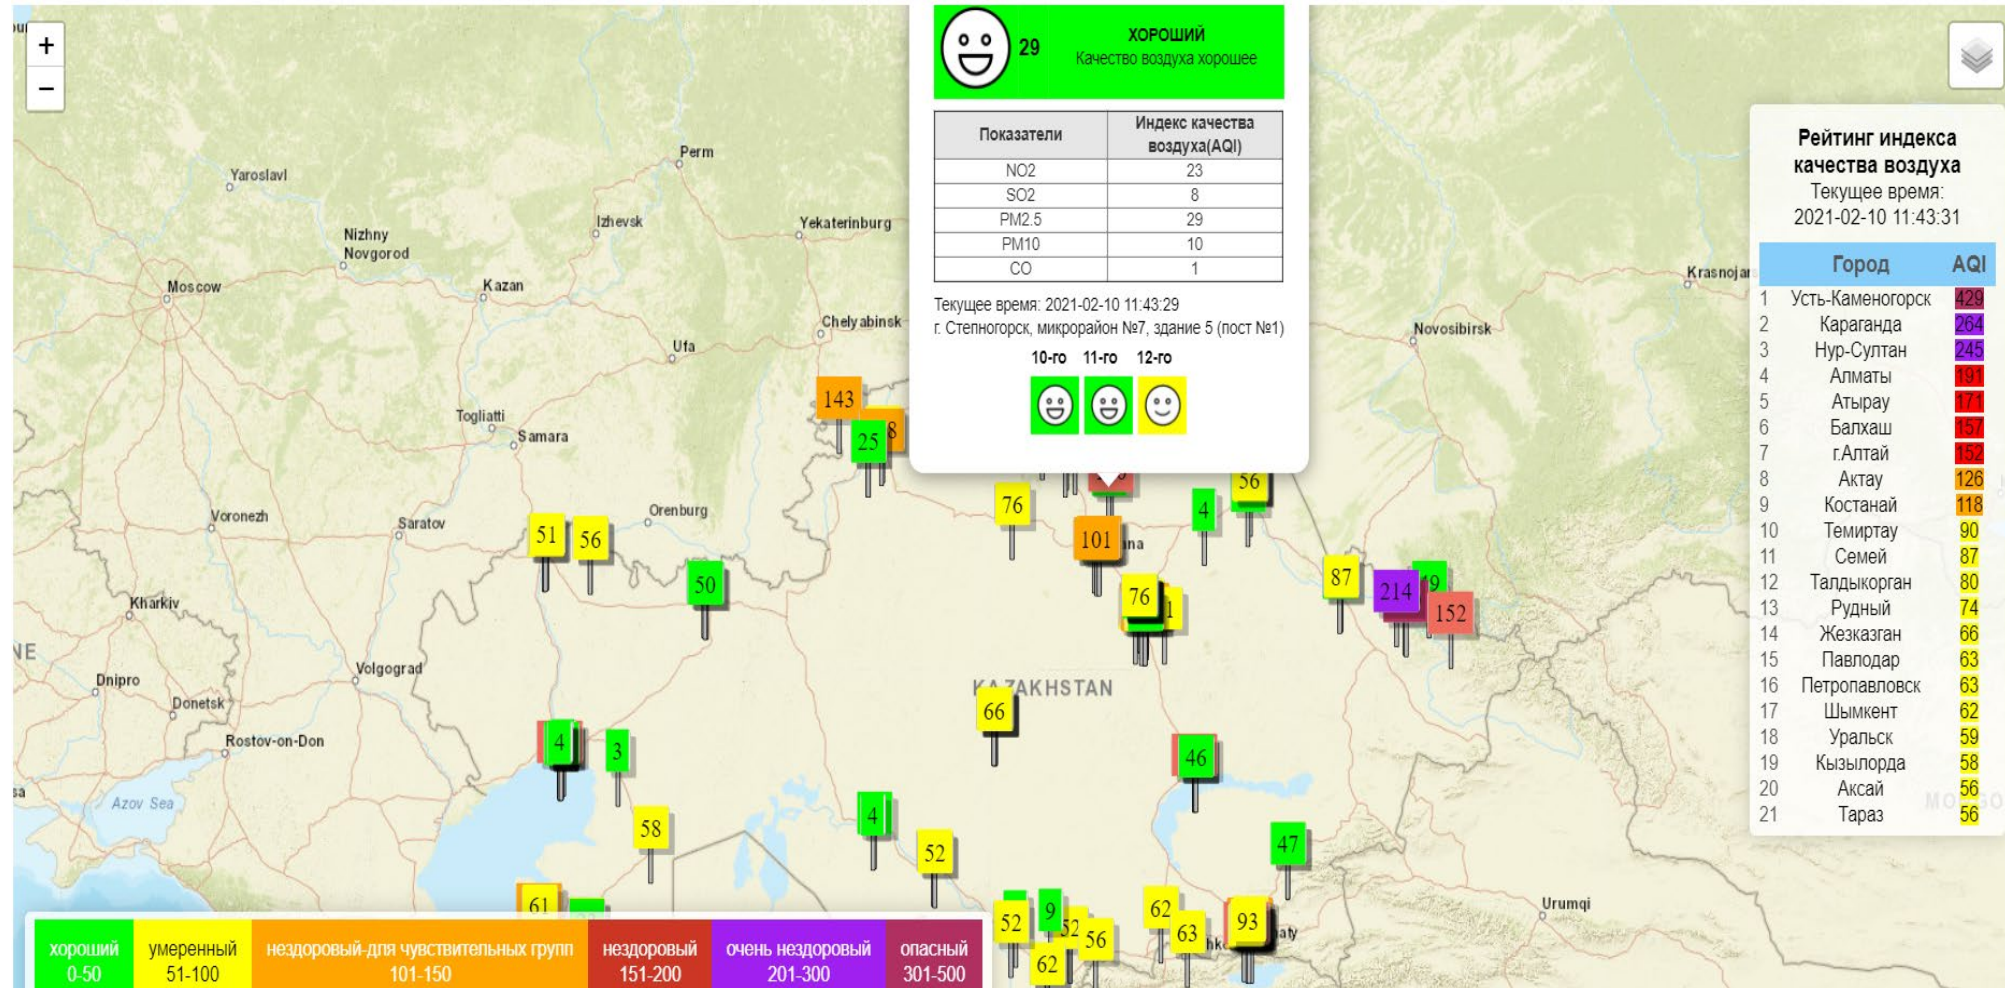 +
−
29
ХОРОШИЙ
Качество воздуха хорошее
Показатели Индекс качества воздуха(AQI)
NO2 23
SO2 8
PM2.5 29
PM10 10
CO 1
Текущее время: 2021-02-10 11:43:29
г. Степногорск, микрорайон №7, здание 5 (пост №1)
10-го 11-го 12-го
Рейтинг индекса
качества воздуха
Текущее время:
2021-02-10 11:43:31
Город AQI
1 Усть-Каменогорск 429
2 Караганда 264
3 Нур-Султан 245
4 Алматы 191
5 Атырау 171
6 Балхаш 157
7 г.Алтай 152
8 Актау 126
9 Костанай 118
10 Темиртау 90
11 Семей 87
12 Талдыкорган 80
13 Рудный 74
14 Жезказган 66
15 Павлодар 63
16 Петропавловск 63
17 Шымкент 62
18 Уральск 59
19 Кызылорда 58
20 Аксай 56
21 Тараз 56
Perm
Yaroslavl
Izhevsk
Yekaterinburg
Nizhny
Novgorod
Moscow
Kazan
Krasnojars
Chelyabinsk
Novosibirsk
Ufa
143
25
8
Togliatti
Samara
56
76
4
Orenburg
Voronezh
Saratov
51
56
101
ana
50
87
76
1
214
9
152
Kharkiv
NE
Volgograd
Dnipro
Donetsk
KAZAKHSTAN
66
Rostov-on-Don
4
3
46
Azov Sea
4
58
52
47
61
52
9
52
56
62
62
63
hk
93
aty
Urumqi
хороший
0-50
умеренный
51-100
нездоровый-для чувствительных групп
101-150
нездоровый
151-200
очень нездоровый
201-300
опасный
301-500